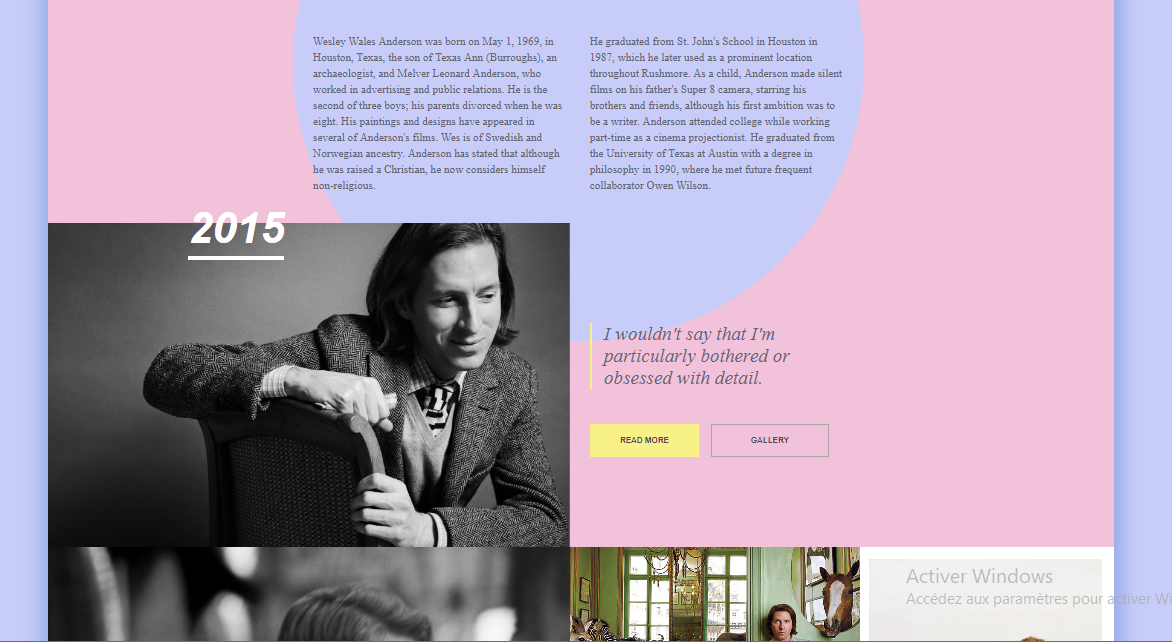 Wesley Wales Anderson was born on May 1, 1969, in
Houston, Texas, the son of Texas Ann (Burroughs), an
archaeologist, and Melver Leonard Anderson, who
worked in advertising and public relations. He is the
second of three boys; his parents divorced when he was
eight. His paintings and designs have appeared in
several of Anderson's films. Wes is of Swedish and
Norwegian ancestry. Anderson has stated that although
he was raised a Christian, he now considers himself
non-religious.
He graduated from St. John's School in Houston in
1987, which he later used as a prominent location
throughout Rushmore. As a child, Anderson made silent
films on his father's Super 8 camera, starring his
brothers and friends, although his first ambition was to
be a writer. Anderson attended college while working
part-time as a cinema projectionist. He graduated from
the University of Texas at Austin with a degree in
philosophy in 1990, where he met future frequent
collaborator Owen Wilson.
2015
I wouldn't say that I'm
particularly bothered or
obsessed with detail.
READ MORE
GALLERY
Activer Windows
Accédez aux paramètres pour activer Wi